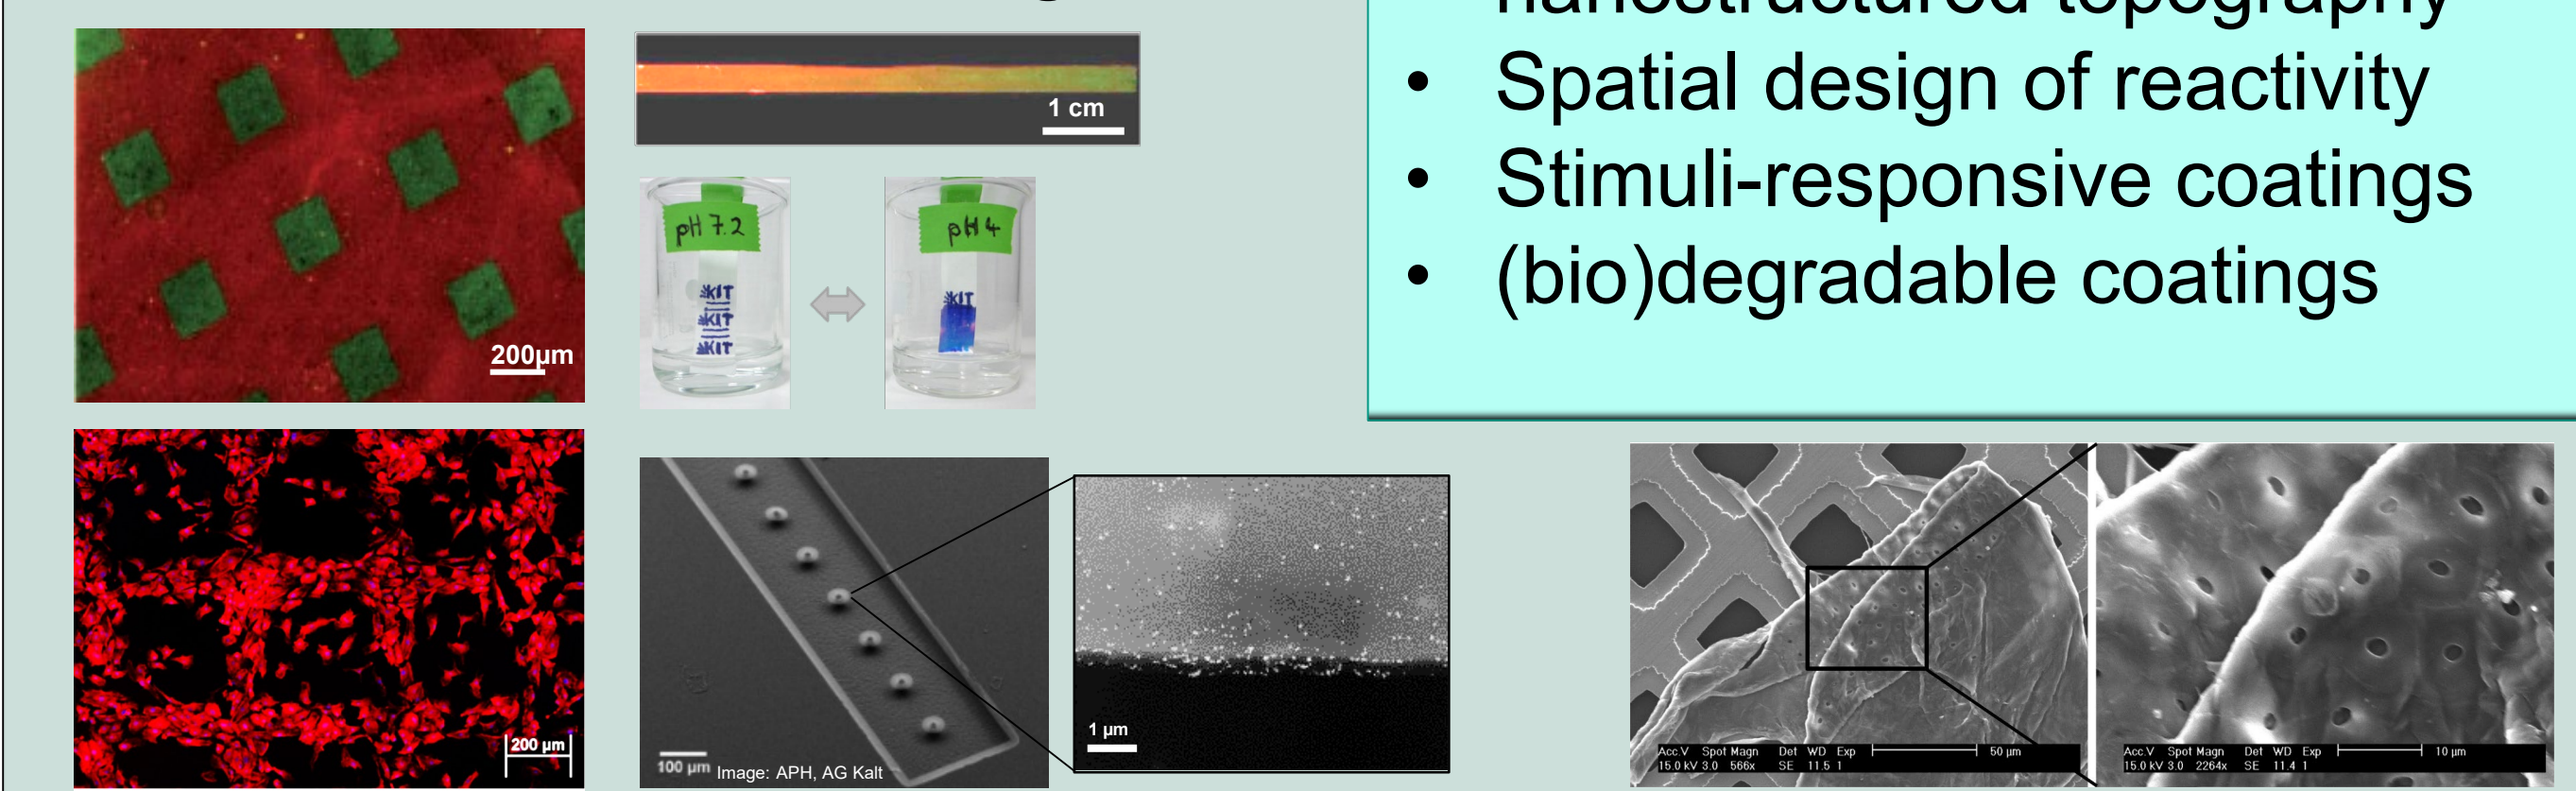 nanostructured topography
• Spatial design of reactivity
• Stimuli-responsive coatings
• (bio)degradable coatings
200µm
1 cm
pH 7.2
KIT
KIT
KIT
pH 4
KIT
200 µm
100 µm
Image: APH, AG Kalt
1 µm
Acc.V Spot Magn Det WD Exp 50 µm
15.0 kV 3.0 566x SE 11.5 1
Acc.V Spot Magn Det WD Exp 10 µm
15.0 kV 3.0 2264x SE 11.4 1